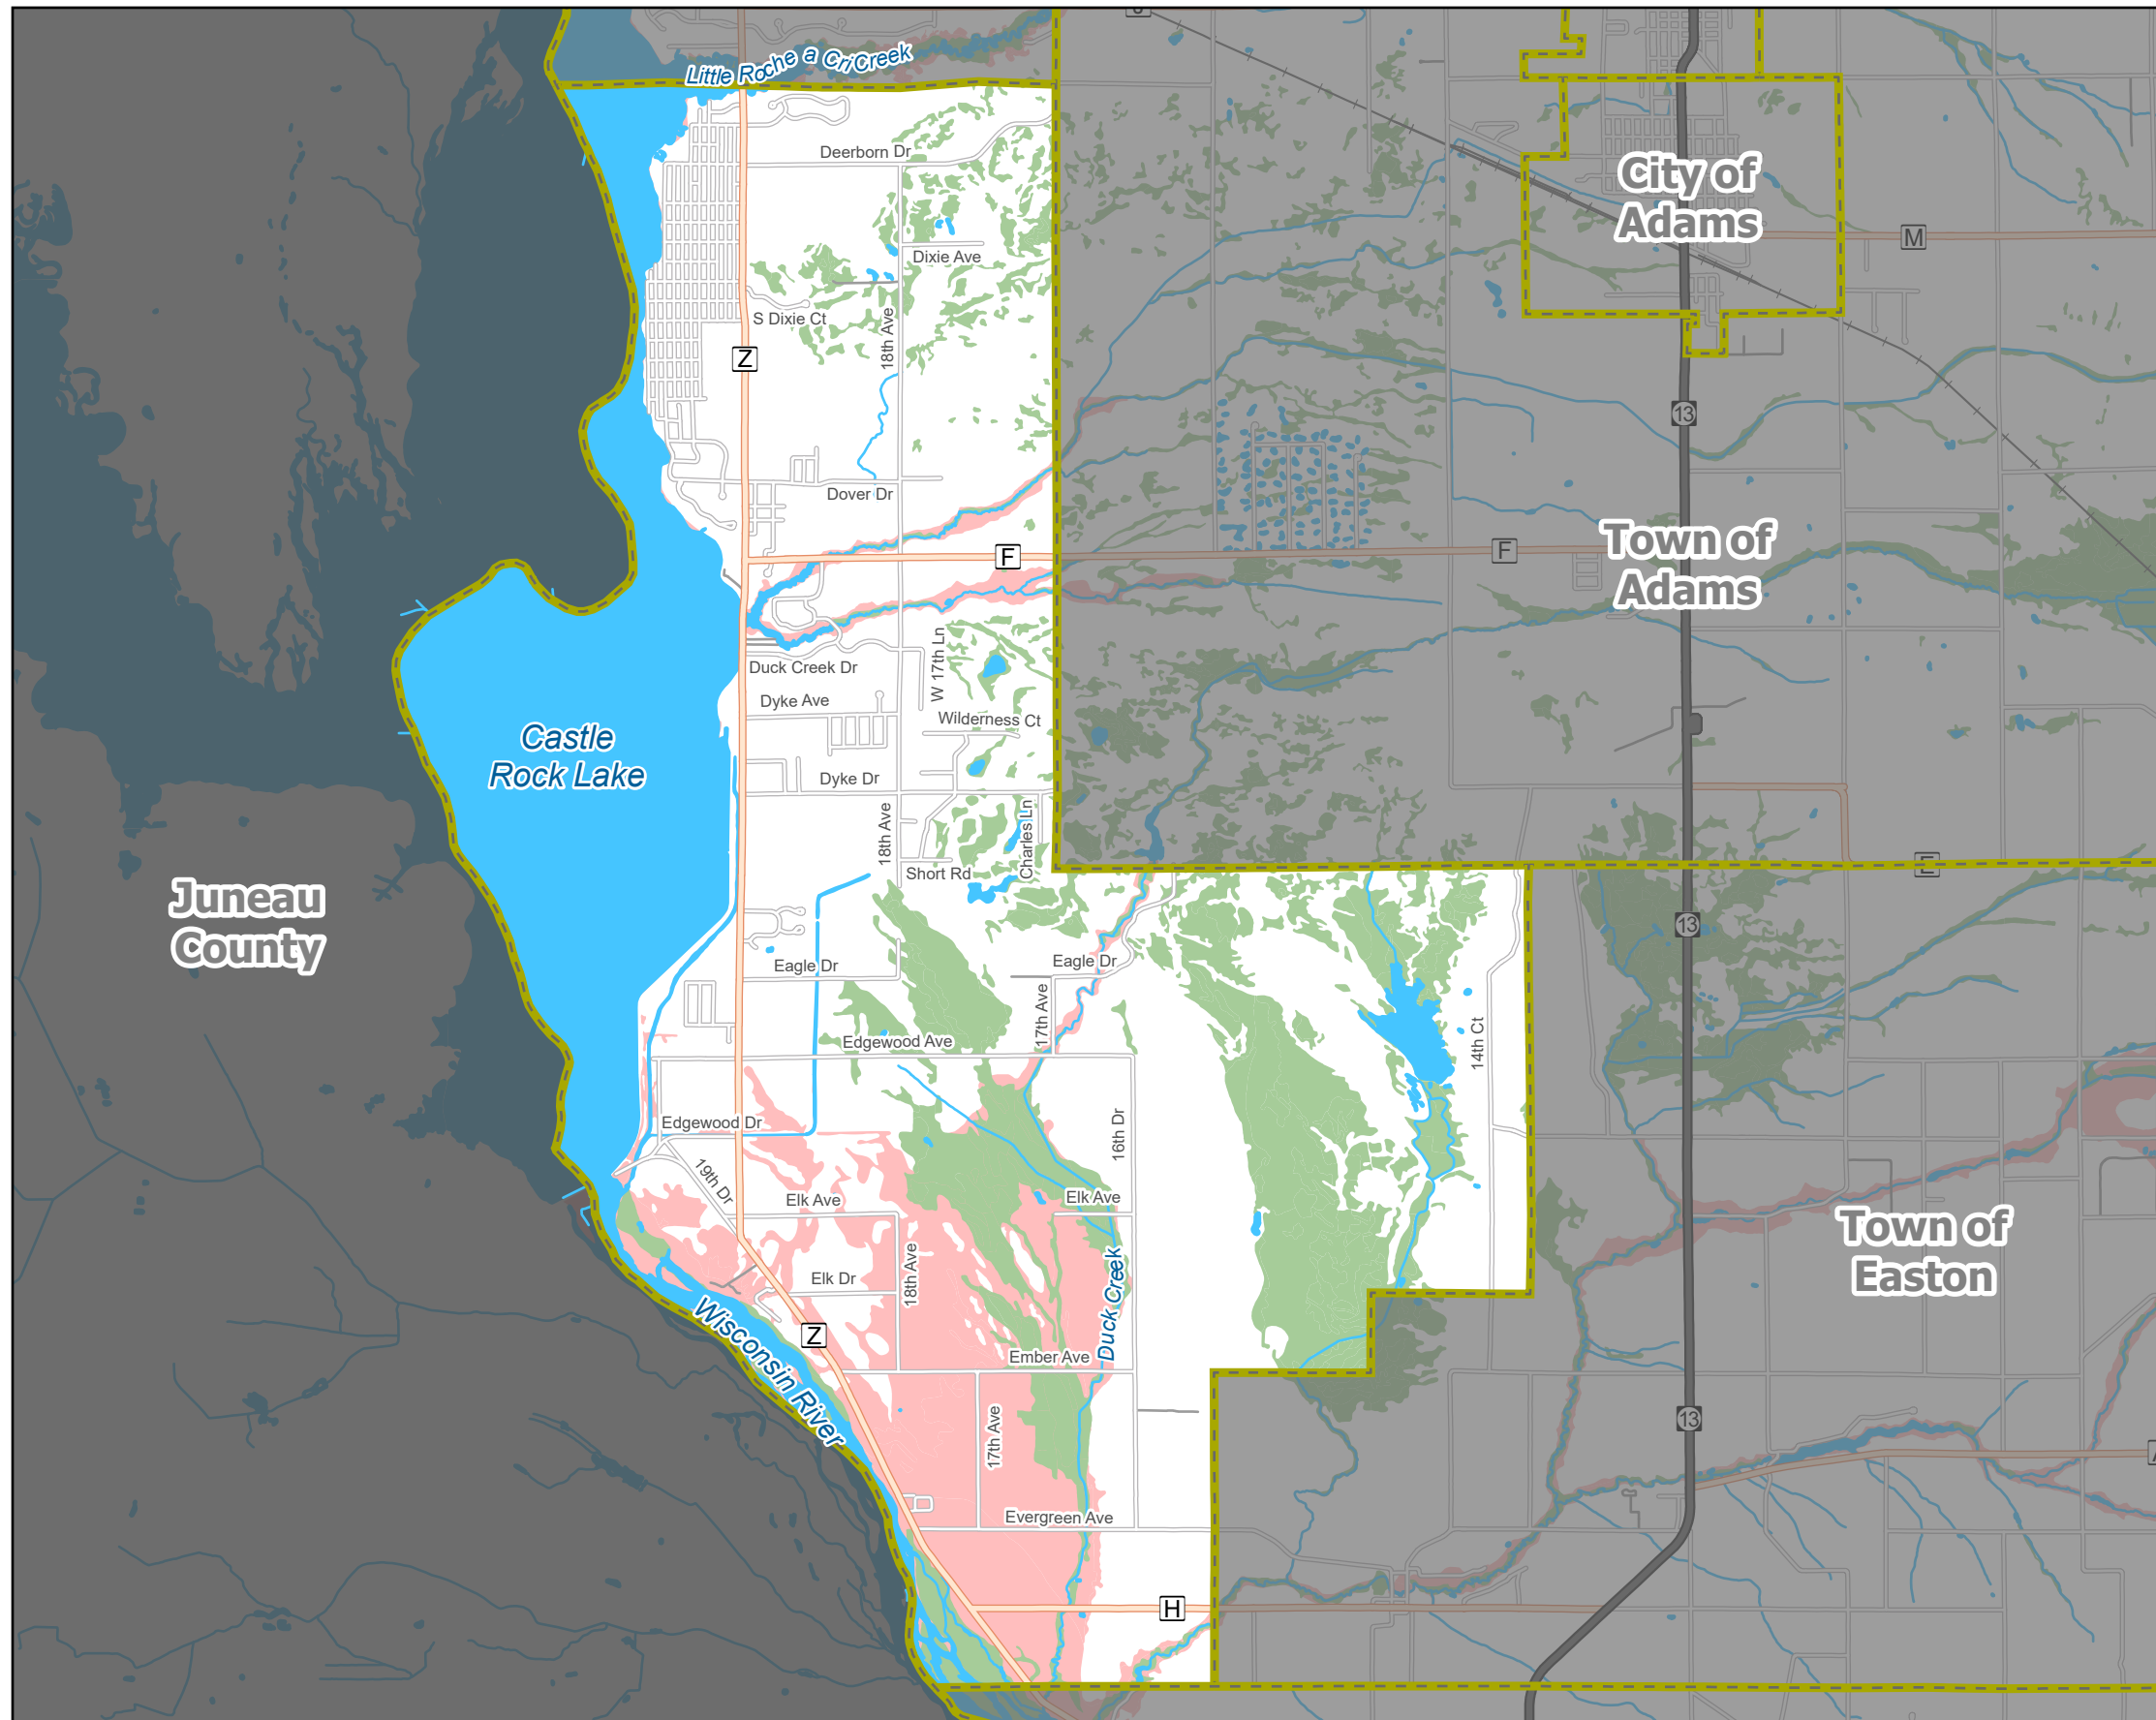 Little Roche a Cri Creek
City of
Adams
M
Deerborn Dr
Dixie Ave
S Dixie Ct
18th Ave
Z
13
Dover Dr
F
F
Town of
Adams
Duck Creek Dr
W 17th Ln
Dyke Ave
Wilderness Ct
Castle
Rock Lake
Dyke Dr
18th Ave
Charles Ln
Short Rd
E
Juneau
County
13
Eagle Dr
Eagle Dr
17th Ave
14th Ct
Edgewood Ave
Edgewood Dr
16th Dr
19th Dr
Elk Ave
Elk Ave
Town of
Easton
18th Ave
Elk Dr
Duck Creek
Wisconsin River
Z
Ember Ave
17th Ave
13
Evergreen Ave
H